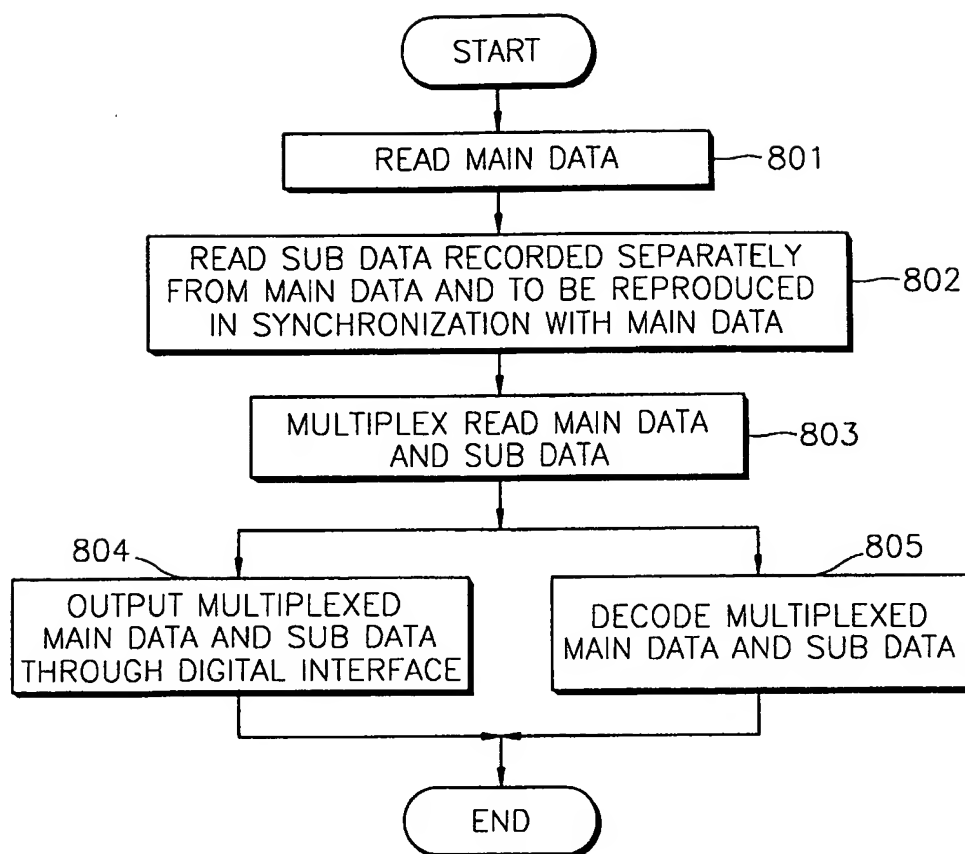 START
READ MAIN DATA
801
READ SUB DATA RECORDED SEPARATELY
FROM MAIN DATA AND TO BE REPRODUCED
IN SYNCHRONIZATION WITH MAIN DATA
802
MULTIPLEX READ MAIN DATA
AND SUB DATA
803
804
OUTPUT MULTIPLEXED
MAIN DATA AND SUB DATA
THROUGH DIGITAL INTERFACE
805
DECODE MULTIPLEXED
MAIN DATA AND SUB DATA
END